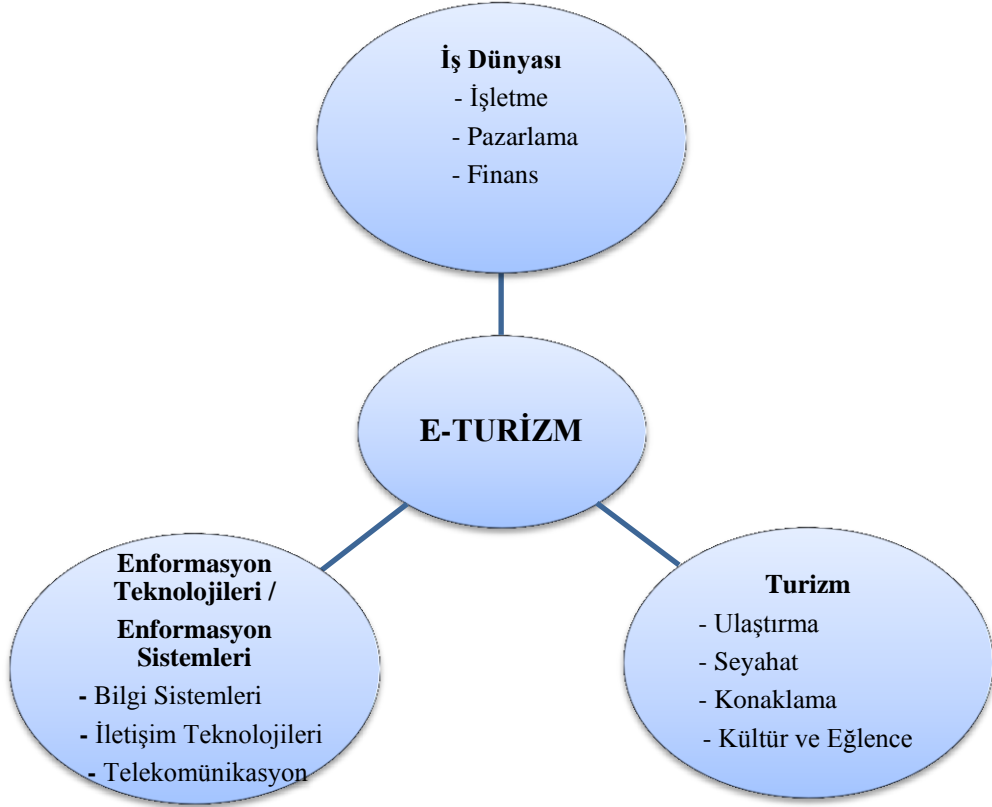 İş Dünyası
- İşletme
- Pazarlama
- Finans
E-TURİZM
Enformasyon
Teknolojileri /
Enformasyon
Sistemleri
- Bilgi Sistemleri
- İletişim Teknolojileri
- Telekomünikasyon
Turizm
- Ulaştırma
- Seyahat
- Konaklama
- Kültür ve Eğlence